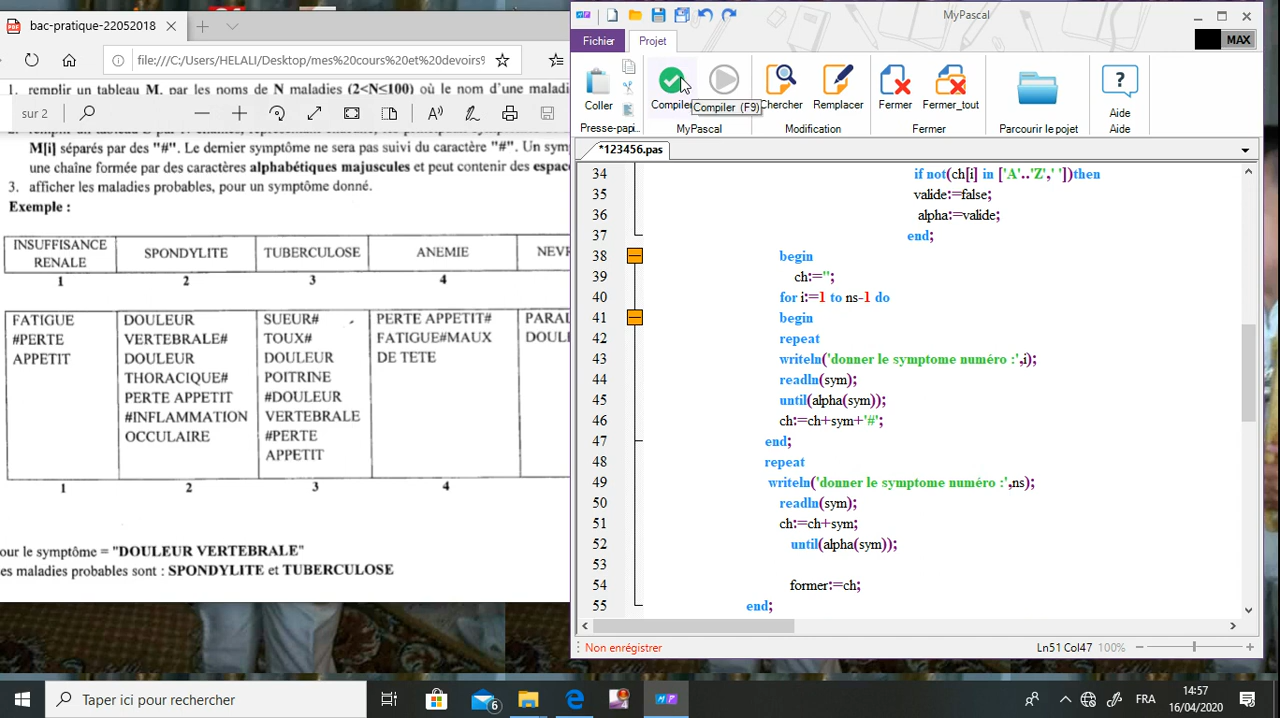 bac-pratique-22052018
file:///C:/Users/HELALI/Desktop/mes%20cours%20et%20devoirs%
1. remplir un tableau M. par les noms de N maladies (2<N≤100) où le nom d'une maladi
sur 2
M[i] séparés par des "#". Le dernier symptôme ne sera pas suivi du caractère "#". Un sym
une chaîne formée par des caractères alphabétiques majuscules et peut contenir des espac
3. afficher les maladies probables, pour un symptôme donné.
Exemple :
INSUFFISANCE RENALE SPONDYLITE TUBERCULOSE ANEMIE NEVR
1 2 3 4
FATIGUE
#PERTE
APPETIT
DOULEUR
VERTEBRALE#
DOULEUR
THORACIQUE#
PERTE APPETIT
#INFLAMMATION
OCCULAIRE
SUEUR#
TOUX#
DOULEUR
POITRINE
#DOULEUR
VERTEBRALE
#PERTE
APPETIT
PERTE APPETIT#
FATIGUE#MAUX
DE TETE
PARAL
DOULE
1 2 3 4
our le symptôme = "DOULEUR VERTEBRALE"
es maladies probables sont : SPONDYLITE et TUBERCULOSE
MyPascal
Fichier Projet
MAX
Coller
Compiler
Compiler (F9)
Chercher Remplacer Fermer Fermer_tout
? Aide
Presse-papi... MyPascal Modification Fermer Parcourir le projet Aide
*123456.pas
34 if not(ch[i] in ['A'..'Z',' '])then
35 valide:=false;
36 alpha:=valide;
37 end;
38 begin
39 ch:='';
40 for i:=1 to ns-1 do
41 begin
42 repeat
43 writeln('donner le symptome numéro :',i);
44 readln(sym);
45 until(alpha(sym));
46 ch:=ch+sym+'#';
47 end;
48 repeat
49 writeln('donner le symptome numéro :',ns);
50 readln(sym);
51 ch:=ch+sym;
52 until(alpha(sym));
53
54 former:=ch;
55 end;
Non enrégistré Ln51 Col47 100%
Taper ici pour rechercher
6
FRA
14:57
16/04/2020